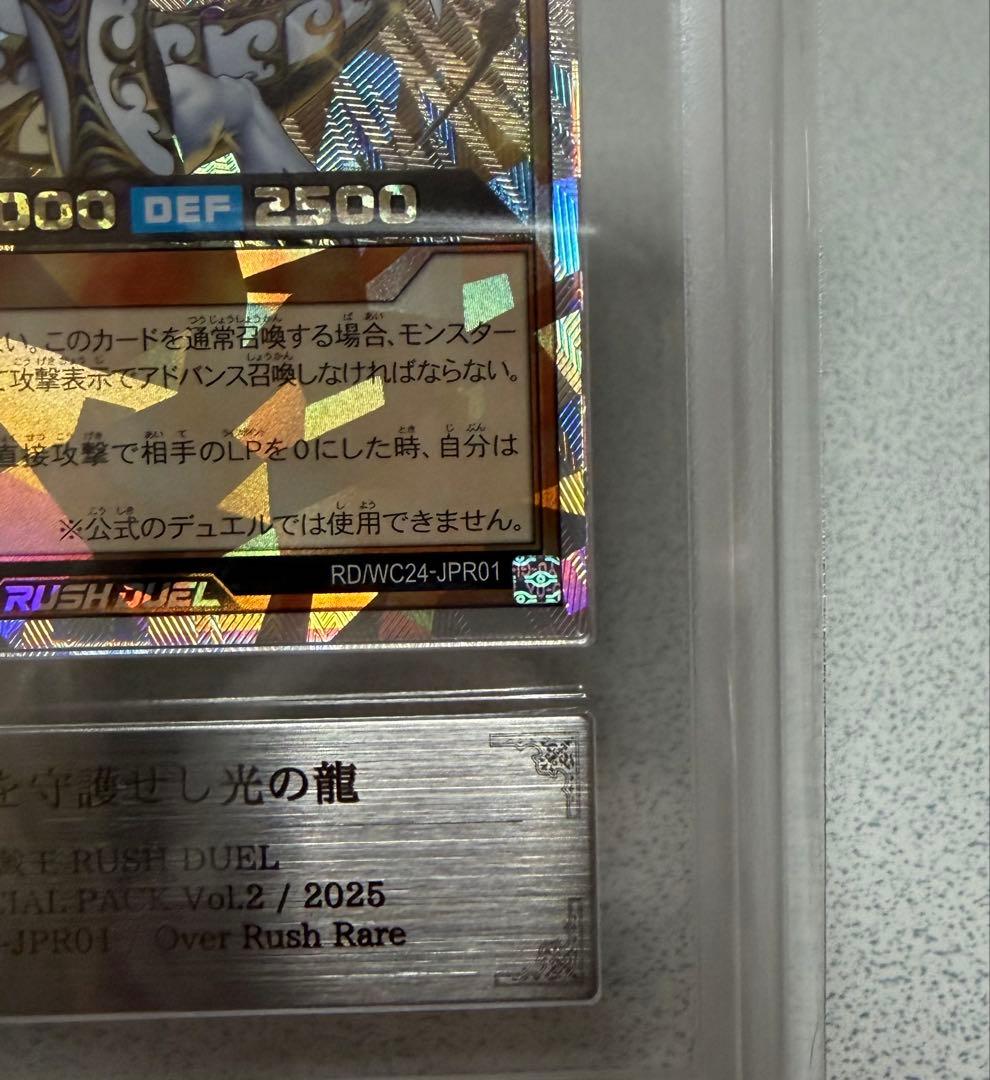 000 DEF 2500
い。このカードを通常召喚する場合、モンスター
て攻撃表示でアドバンス召喚しなければならない。
直接攻撃で相手のLPを0にした時、自分は
※公式のデュエルでは使用できません。
RD/WC24-JPR01
RUSH DUEL
を守護せし光の龍
戯王 RUSH DUEL
CIAL PACK Vol.2 / 2025
-JPR01 Over Rush Rare